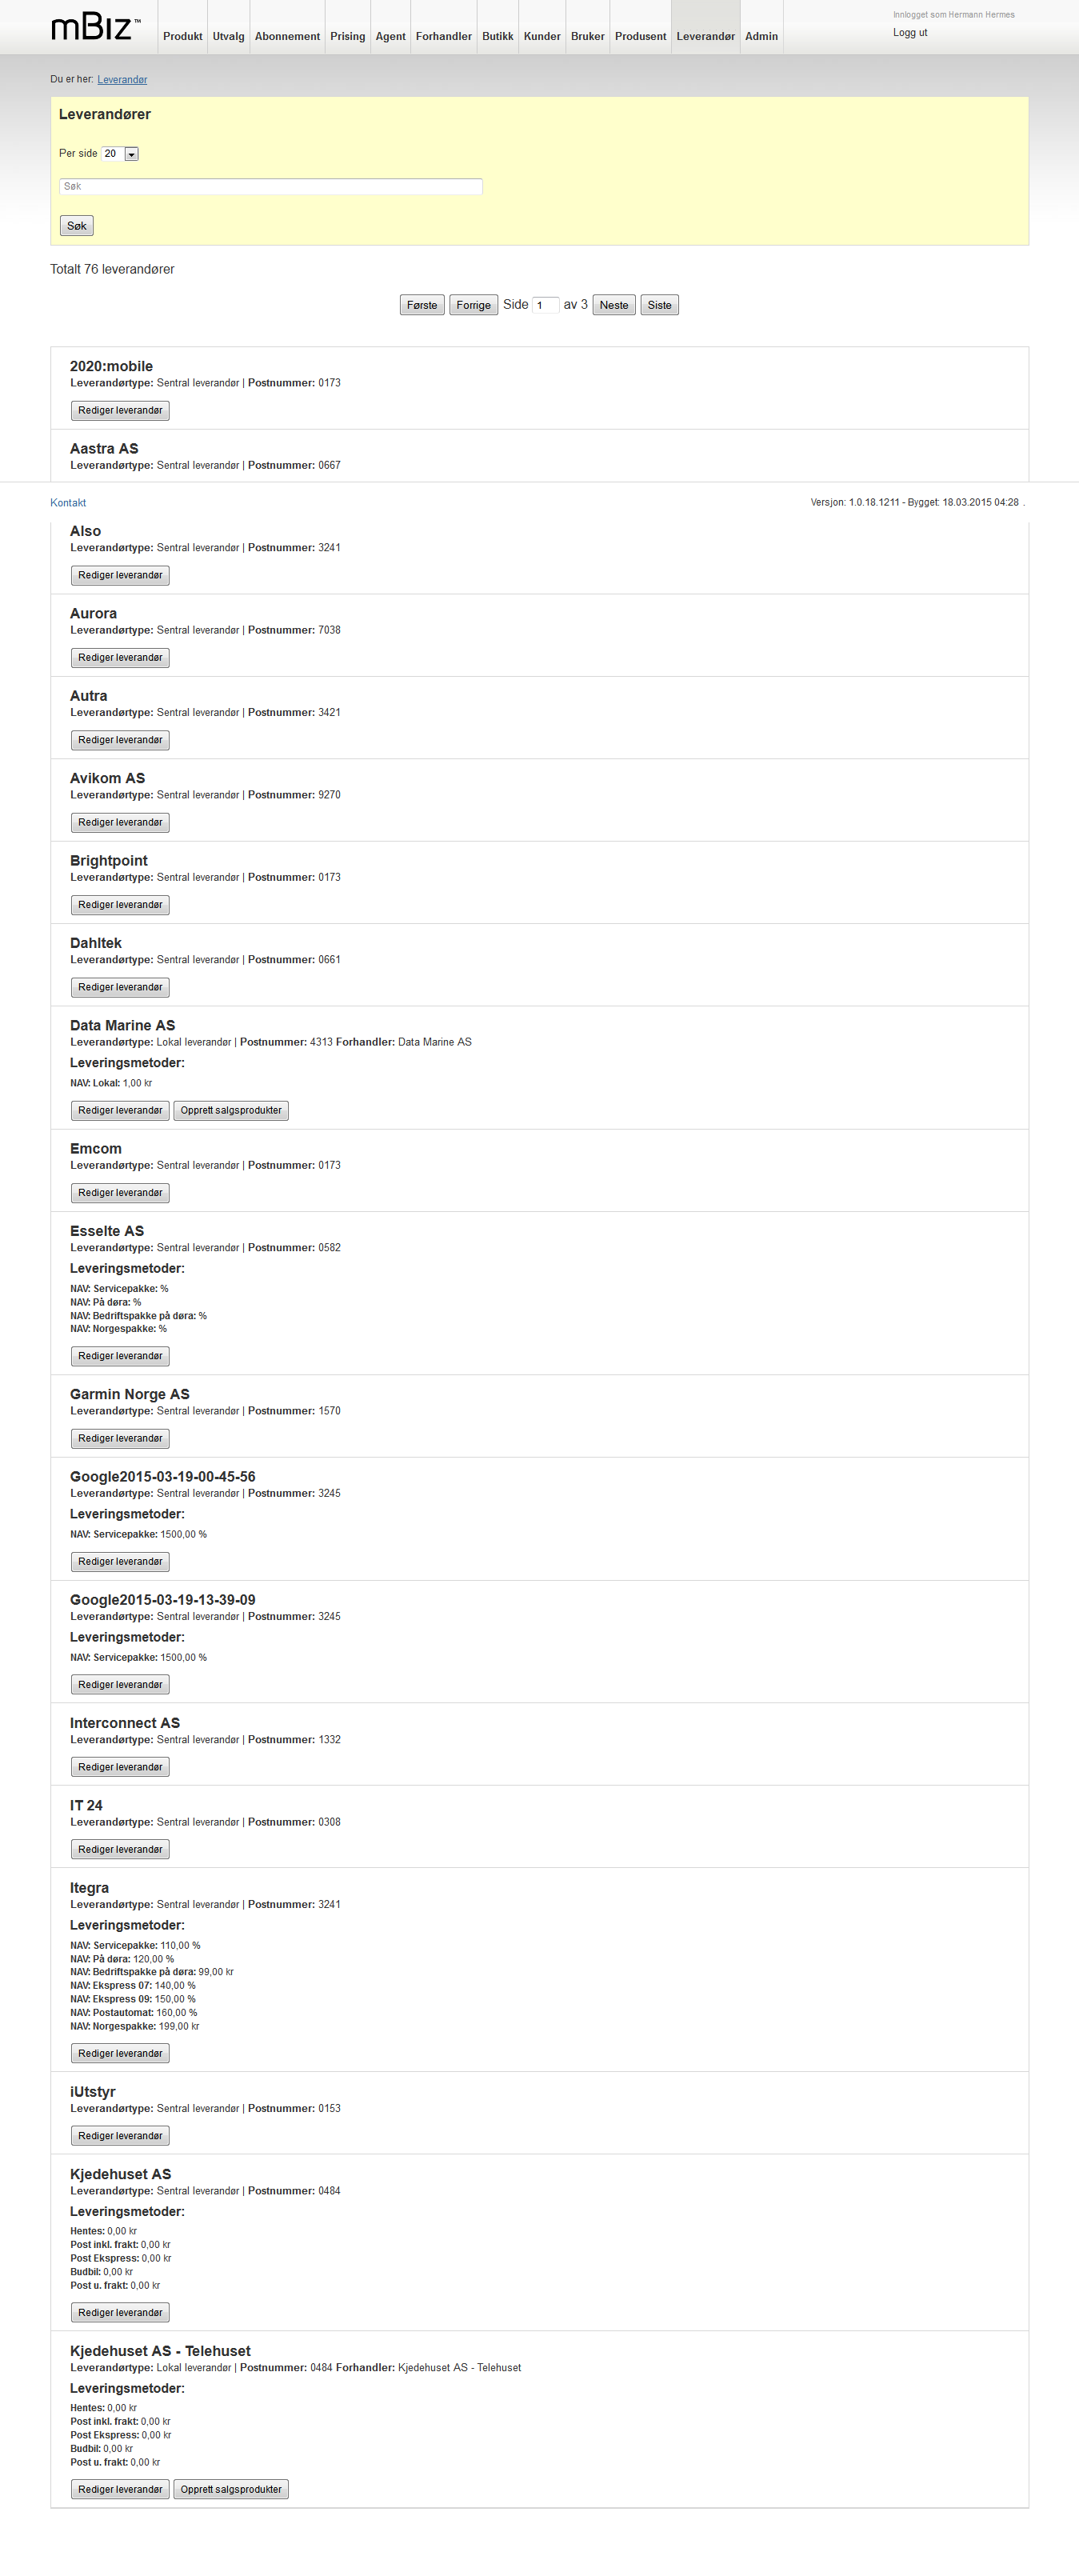 mBiz™
Produkt Utvalg Abonnement Prising Agent Forhandler Butikk Kunder Bruker Produsent Leverandør Admin
Innlogget som Hermann Hermes
Logg ut
Du er her: Leverandør
Leverandører
Per side 20
Søk
Søk
Totalt 76 leverandører
Første Forrige Side 1 av 3 Neste Siste
2020:mobile
Leverandørtype: Sentral leverandør | Postnummer: 0173
Rediger leverandør
Aastra AS
Leverandørtype: Sentral leverandør | Postnummer: 0667
Kontakt Versjon: 1.0.18.1211 - Bygget: 18.03.2015 04:28 .
Also
Leverandørtype: Sentral leverandør | Postnummer: 3241
Rediger leverandør
Aurora
Leverandørtype: Sentral leverandør | Postnummer: 7038
Rediger leverandør
Autra
Leverandørtype: Sentral leverandør | Postnummer: 3421
Rediger leverandør
Avikom AS
Leverandørtype: Sentral leverandør | Postnummer: 9270
Rediger leverandør
Brightpoint
Leverandørtype: Sentral leverandør | Postnummer: 0173
Rediger leverandør
Dahltek
Leverandørtype: Sentral leverandør | Postnummer: 0661
Rediger leverandør
Data Marine AS
Leverandørtype: Lokal leverandør | Postnummer: 4313 Forhandler: Data Marine AS
Leveringsmetoder:
NAV: Lokal: 1,00 kr
Rediger leverandør Opprett salgsprodukter
Emcom
Leverandørtype: Sentral leverandør | Postnummer: 0173
Rediger leverandør
Esselte AS
Leverandørtype: Sentral leverandør | Postnummer: 0582
Leveringsmetoder:
NAV: Servicepakke: %
NAV: På døra: %
NAV: Bedriftspakke på døra: %
NAV: Norgespakke: %
Rediger leverandør
Garmin Norge AS
Leverandørtype: Sentral leverandør | Postnummer: 1570
Rediger leverandør
Google2015-03-19-00-45-56
Leverandørtype: Sentral leverandør | Postnummer: 3245
Leveringsmetoder:
NAV: Servicepakke: 1500,00 %
Rediger leverandør
Google2015-03-19-13-39-09
Leverandørtype: Sentral leverandør | Postnummer: 3245
Leveringsmetoder:
NAV: Servicepakke: 1500,00 %
Rediger leverandør
Interconnect AS
Leverandørtype: Sentral leverandør | Postnummer: 1332
Rediger leverandør
IT 24
Leverandørtype: Sentral leverandør | Postnummer: 0308
Rediger leverandør
Itegra
Leverandørtype: Sentral leverandør | Postnummer: 3241
Leveringsmetoder:
NAV: Servicepakke: 110,00 %
NAV: På døra: 120,00 %
NAV: Bedriftspakke på døra: 99,00 kr
NAV: Ekspress 07: 140,00 %
NAV: Ekspress 09: 150,00 %
NAV: Postautomat: 160,00 %
NAV: Norgespakke: 199,00 kr
Rediger leverandør
iUtstyr
Leverandørtype: Sentral leverandør | Postnummer: 0153
Rediger leverandør
Kjedehuset AS
Leverandørtype: Sentral leverandør | Postnummer: 0484
Leveringsmetoder:
Hentes: 0,00 kr
Post inkl. frakt: 0,00 kr
Post Ekspress: 0,00 kr
Budbil: 0,00 kr
Post u. frakt: 0,00 kr
Rediger leverandør
Kjedehuset AS - Telehuset
Leverandørtype: Lokal leverandør | Postnummer: 0484 Forhandler: Kjedehuset AS - Telehuset
Leveringsmetoder:
Hentes: 0,00 kr
Post inkl. frakt: 0,00 kr
Post Ekspress: 0,00 kr
Budbil: 0,00 kr
Post u. frakt: 0,00 kr
Rediger leverandør Opprett salgsprodukter